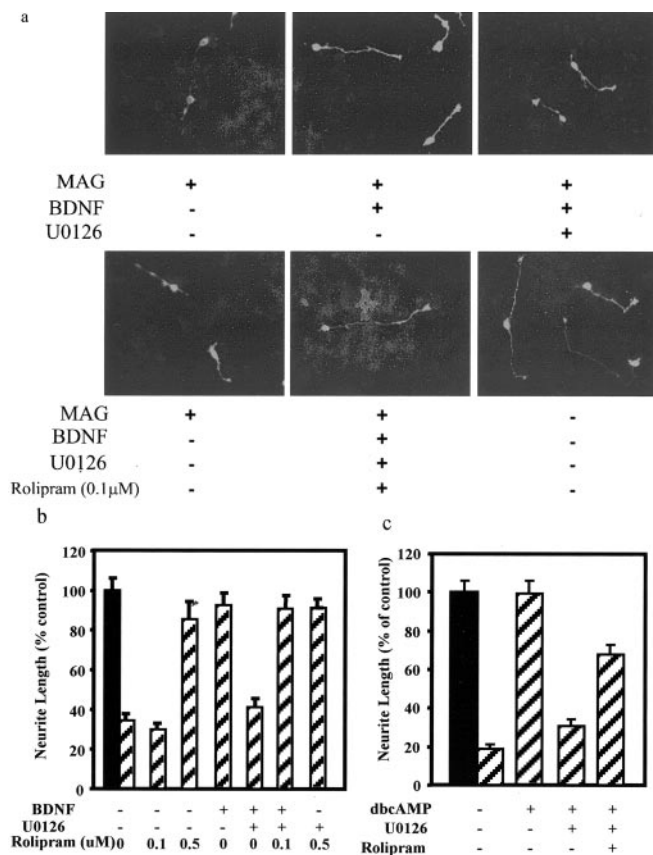 a
MAG + + +
BDNF - + +
U0126 - - +
MAG + + -
BDNF - + -
U0126 - + -
Rolipram (0.1μM) - + -
b
Neurite Length (% control)
120
100
80
60
40
20
0
BDNF - - - + + + -
U0126 - - - - + + +
Rolipram (uM) 0 0.1 0.5 0 0 0.1 0.5
c
Neurite Length (% of control)
120
100
80
60
40
20
0
dbcAMP - + + +
U0126 - - + +
Rolipram - - - +